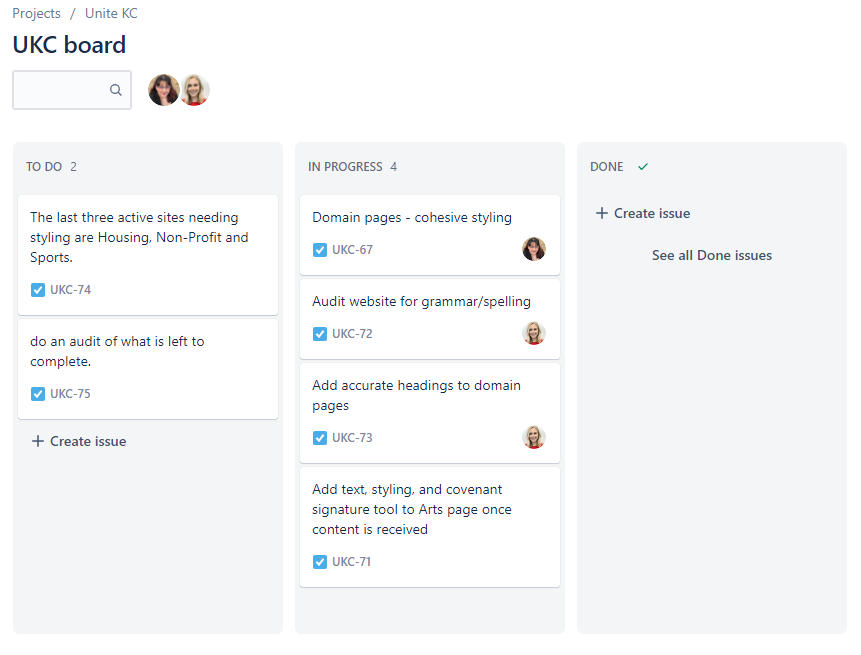 Projects / Unite KC
UKC board
TO DO 2
The last three active sites needing
styling are Housing, Non-Profit and
Sports.
UKC-74
do an audit of what is left to
complete.
UKC-75
+ Create issue
IN PROGRESS 4
Domain pages - cohesive styling
UKC-67
Audit website for grammar/spelling
UKC-72
Add accurate headings to domain
pages
UKC-73
Add text, styling, and covenant
signature tool to Arts page once
content is received
UKC-71
DONE
+ Create issue
See all Done issues